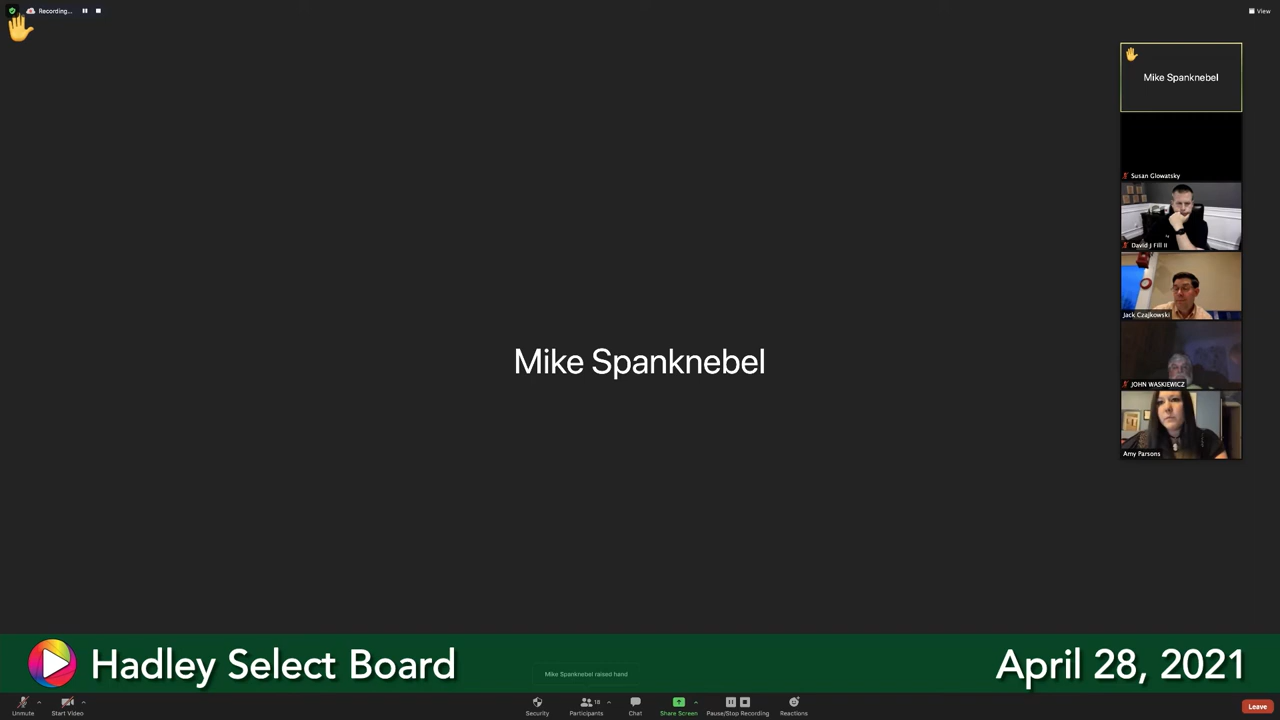 Recording...
View
Mike Spanknebel
Susan Glowatsky
David J Fill II
Jack Czajkowski
JOHN WASKIEWICZ
Amy Parsons
Mike Spanknebel
Hadley Select Board
April 28, 2021
Mike Spanknebel raised hand
Unmute
Start Video
Security
Participants
18
Chat
Share Screen
Pause/Stop Recording
Reactions
Leave